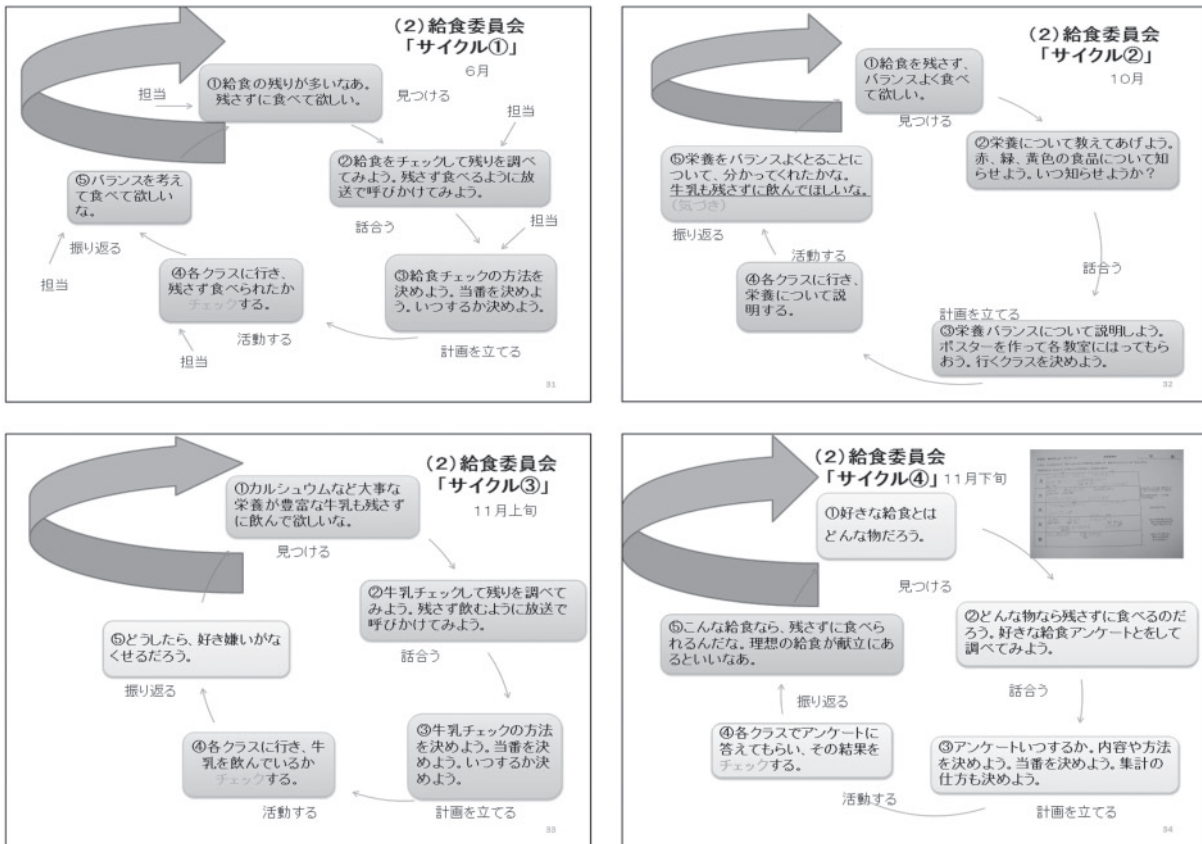 (2)給食委員会
「サイクル①」
6月
①給食の残りが多いなあ。
残さずに食べて欲しい。
担当
見つける
担当
②給食をチェックして残りを調べ
てみよう。残さず食べるように放
送で呼びかけてみよう。
話合う
担当
③給食チェックの方法を
決めよう。当番を決めよ
う。いつするか決めよう。
計画を立てる
④各クラスに行き、
残さず食べられたか
チェックする。
活動する
担当
⑤バランスを考え
て食べて欲しい
な。
振り返る
担当
31
(2)給食委員会
「サイクル②」
10月
①給食を残さず、
バランスよく食べ
て欲しい。
見つける
②栄養について教えてあげよう。
赤、緑、黄色の食品について知
らせよう。いつ知らせようか?
話合う
計画を立てる
③栄養バランスについて説明しよう。
ポスターを作って各教室にはってもら
おう。行くクラスを決めよう。
④各クラスに行き、
栄養について説
明する。
活動する
⑤栄養をバランスよくとることに
ついて、分かってくれたかな。
牛乳も残さずに飲んでほしいな。
(気づき)
振り返る
32
(2)給食委員会
「サイクル③」
11月上旬
①カルシュウムなど大事な
栄養が豊富な牛乳も残さず
に飲んで欲しいな。
見つける
②牛乳チェックして残りを調べて
みよう。残さず飲むように放送で
呼びかけてみよう。
話合う
③牛乳チェックの方法
を決めよう。当番を決
めよう。いつするか決
めよう。
計画を立てる
④各クラスに行き、牛
乳を飲んでいるか
チェックする。
活動する
⑤どうしたら、好き嫌いがな
くせるだろう。
振り返る
33
(2)給食委員会
「サイクル④」11月下旬
①好きな給食とは
どんな物だろう。
見つける
②どんな物なら残さずに食べるのだ
ろう。好きな給食アンケートとをして
調べてみよう。
話合う
③アンケートいつするか。内容や方法
を決めよう。当番を決めよう。集計の
仕方も決めよう。
計画を立てる
④各クラスでアンケートに
答えてもらい、その結果を
チェックする。
活動する
⑤こんな給食なら、残さずに食べら
れるんだな。理想の給食が献立にあ
るといいなあ。
振り返る
34